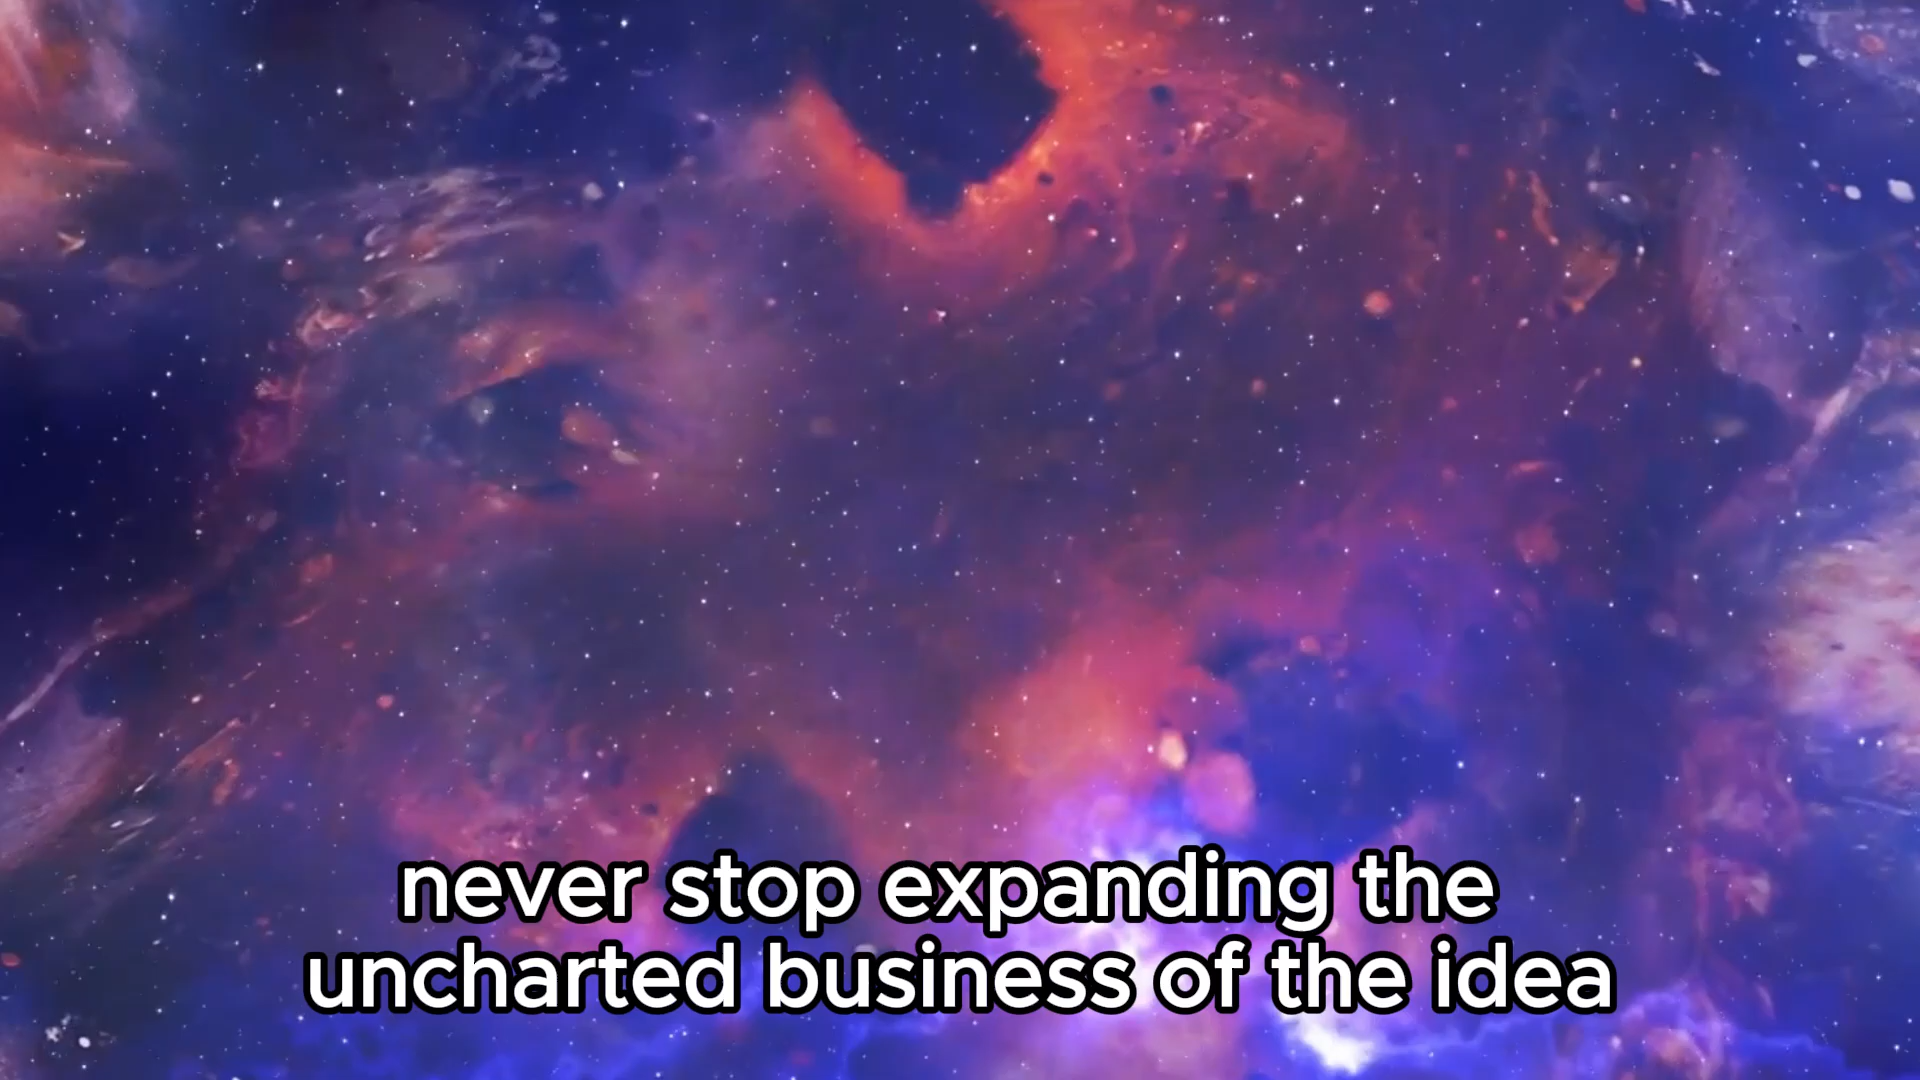 never stop expanding the
uncharted business of the idea